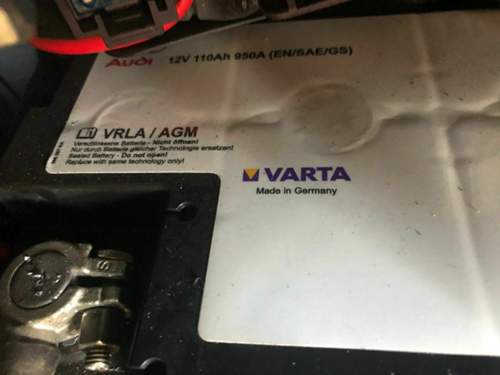 Audi 12V 110Ah 950A (EN/SAE/GS)
VRLA / AGM
Verschlossene Batterie - Nicht öffnen!
Nur durch Batterie gleicher Technologie ersetzen!
Sealed Battery - Do not open!
Replace with same technology only!
VARTA
Made in Germany